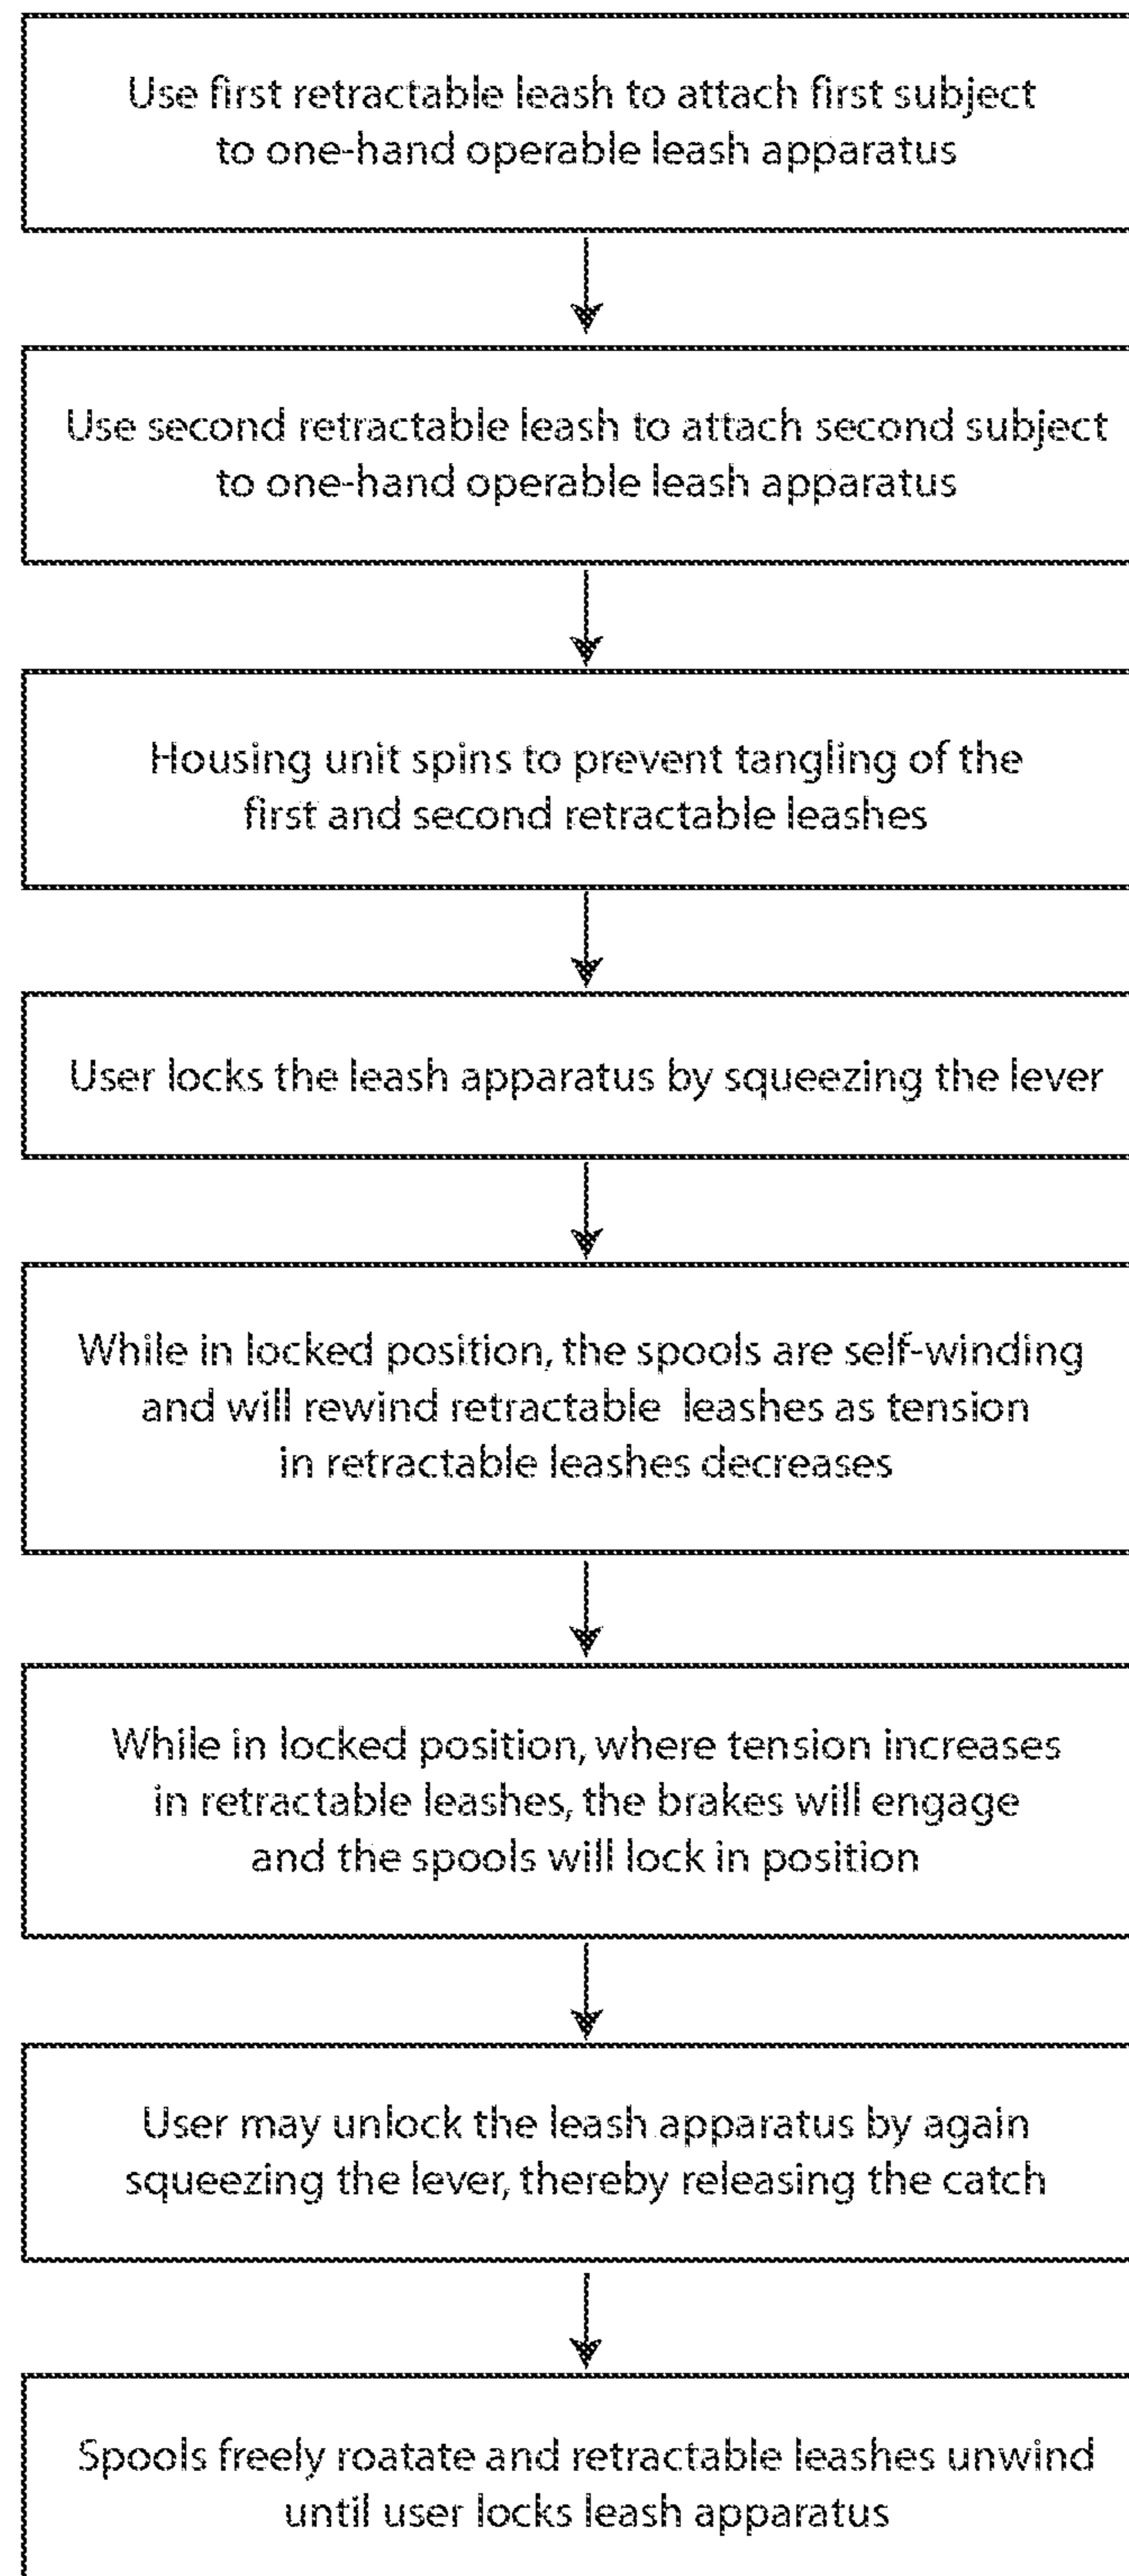 Use first retractable leash to attach first subject
to one-hand operable leash apparatus
Use second retractable leash to attach second subject
to one-hand operable leash apparatus
Housing unit spins to prevent tangling of the
first and second retractable leashes
User locks the leash apparatus by squeezing the lever
While in locked position, the spools are self-winding
and will rewind retractable leashes as tension
in retractable leashes decreases
While in locked position, where tension increases
in retractable leashes, the brakes will engage
and the spools will lock in position
User may unlock the leash apparatus by again
squeezing the lever, thereby releasing the catch
Spools freely roatate and retractable leashes unwind
until user locks leash apparatus